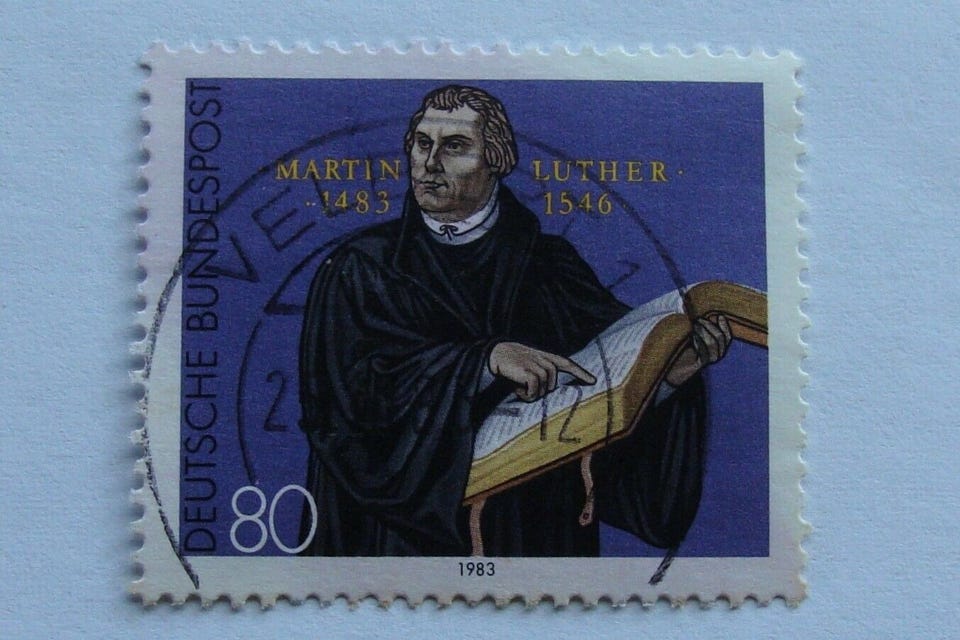 DEUTSCHE BUNDESPOST
MARTIN LUTHER
1483 1546
80
1983